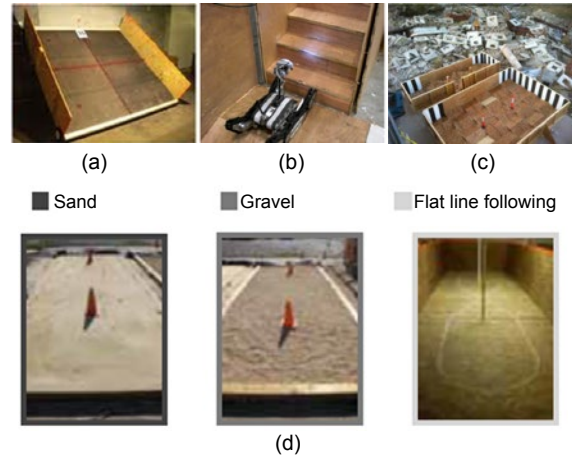 (a)
(b)
(c)
Sand
Gravel
Flat line following
(d)